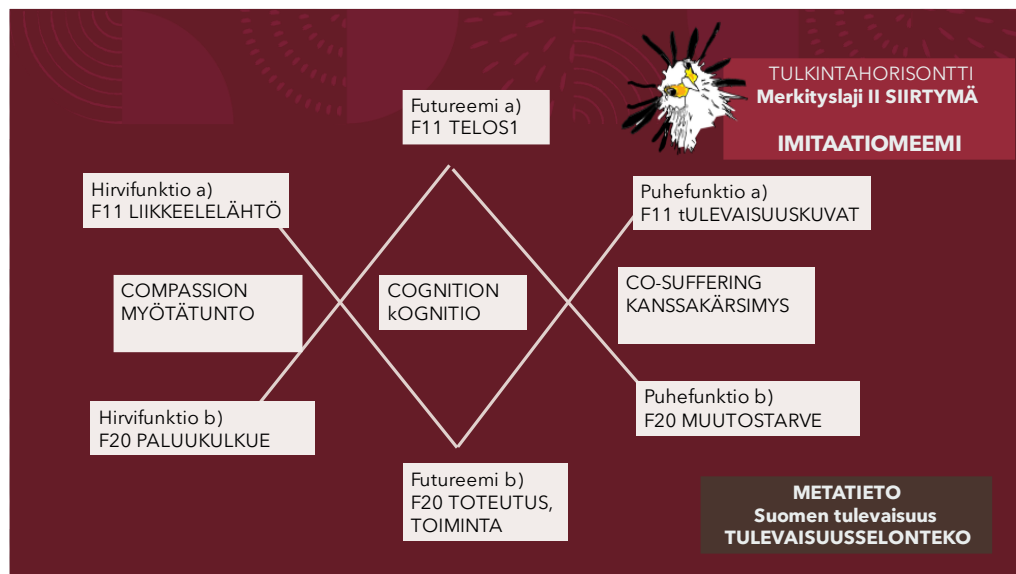 TULKINTAHORISONTTI
Merkityslaji II SIIRTYMÄ
IMITAATIOMEEMI
Futureemi a)
F11 TELOS1
Hirvifunktio a)
F11 LIIKKEELELÄHTÖ
Puhefunktio a)
F11 tULEVAISUUSKUVAT
COMPASSION
MYÖTÄTUNTO
COGNITION
kOGNITIO
CO-SUFFERING
KANSSAKÄRSIMYS
Hirvifunktio b)
F20 PALUUKULKUE
Puhefunktio b)
F20 MUUTOSTARVE
Futureemi b)
F20 TOTEUTUS,
TOIMINTA
METATIETO
Suomen tulevaisuus
TULEVAISUUSSELONTEKO